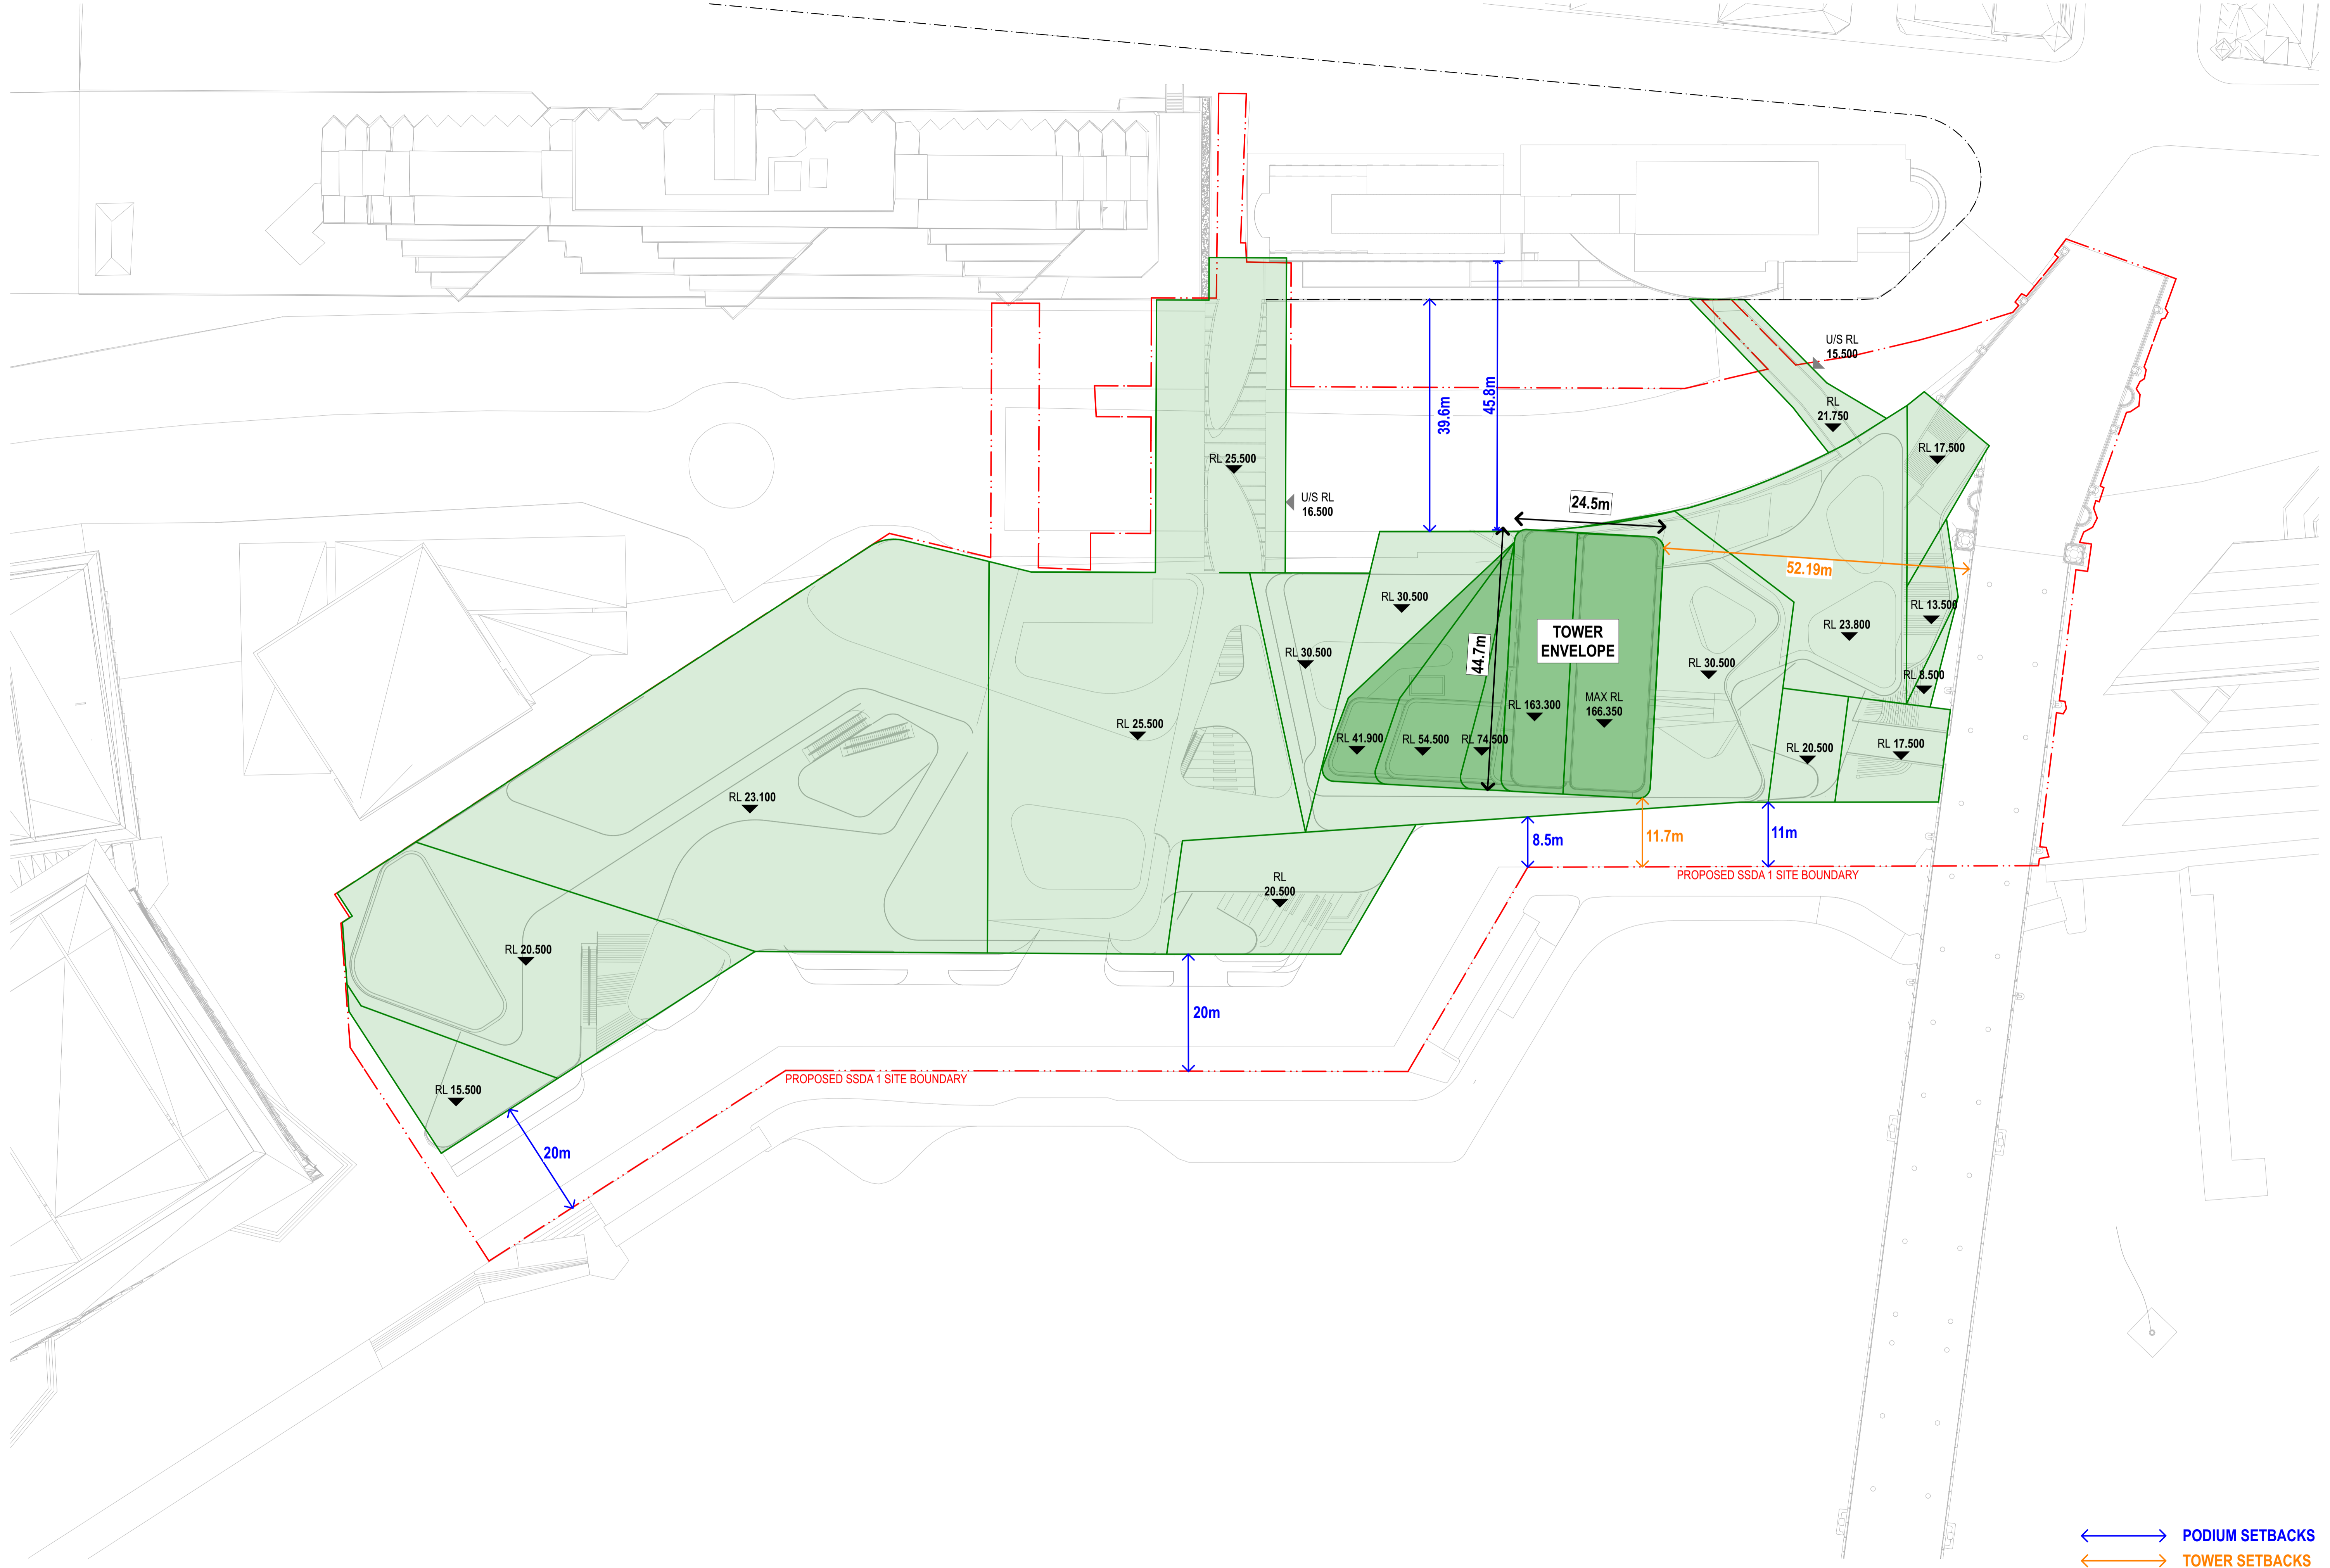 U/S RL
15.500
39.6m
45.8m
RL
21.750
RL 17.500
RL 25.500
U/S RL
16.500
24.5m
52.19m
RL 30.500
RL 13.500
RL 23.800
TOWER
ENVELOPE
44.7m
RL 30.500
RL 30.500
RL 8.500
MAX RL
166.350
RL 163.300
RL 25.500
RL 41.900
RL 54.500
RL 74.500
RL 20.500
RL 17.500
RL 23.100
8.5m
11.7m
11m
PROPOSED SSDA 1 SITE BOUNDARY
RL
20.500
RL 20.500
20m
PROPOSED SSDA 1 SITE BOUNDARY
RL 15.500
20m
PODIUM SETBACKS
TOWER SETBACKS